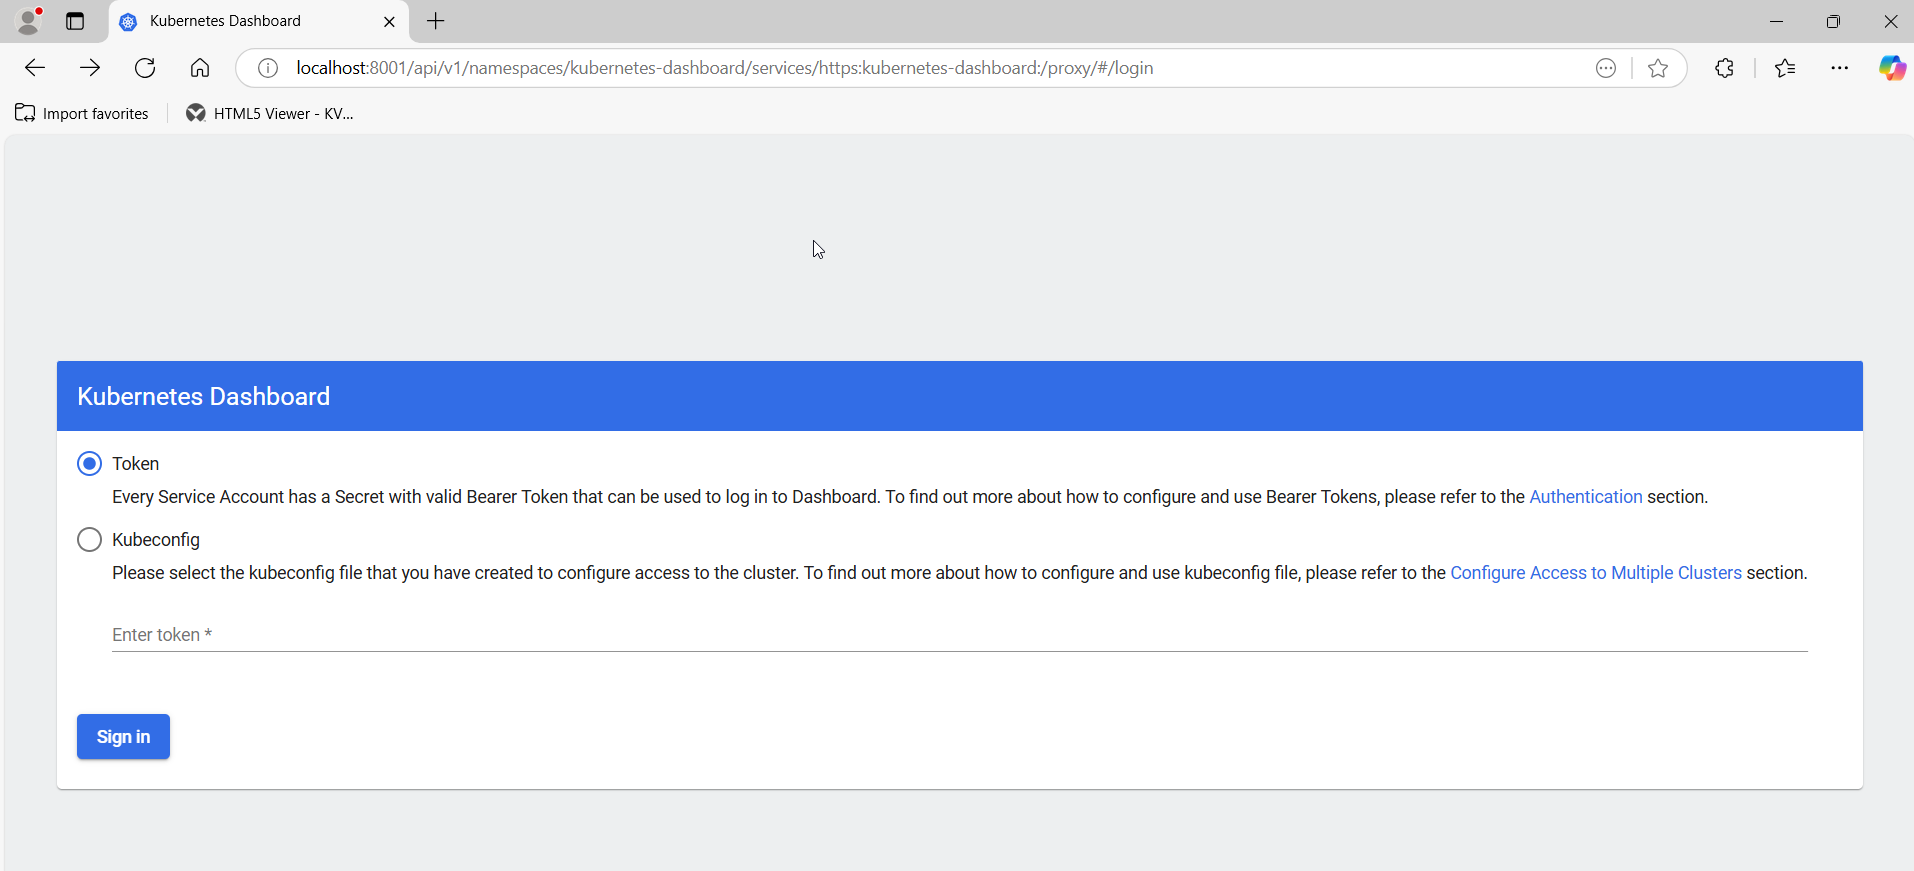 Kubernetes Dashboard
localhost:8001/api/v1/namespaces/kubernetes-dashboard/services/https:kubernetes-dashboard:/proxy/#/login
Import favorites
HTML5 Viewer - KV...
Kubernetes Dashboard
Token
Every Service Account has a Secret with valid Bearer Token that can be used to log in to Dashboard. To find out more about how to configure and use Bearer Tokens, please refer to the Authentication section.
Kubeconfig
Please select the kubeconfig file that you have created to configure access to the cluster. To find out more about how to configure and use kubeconfig file, please refer to the Configure Access to Multiple Clusters section.
Enter token *
Sign in